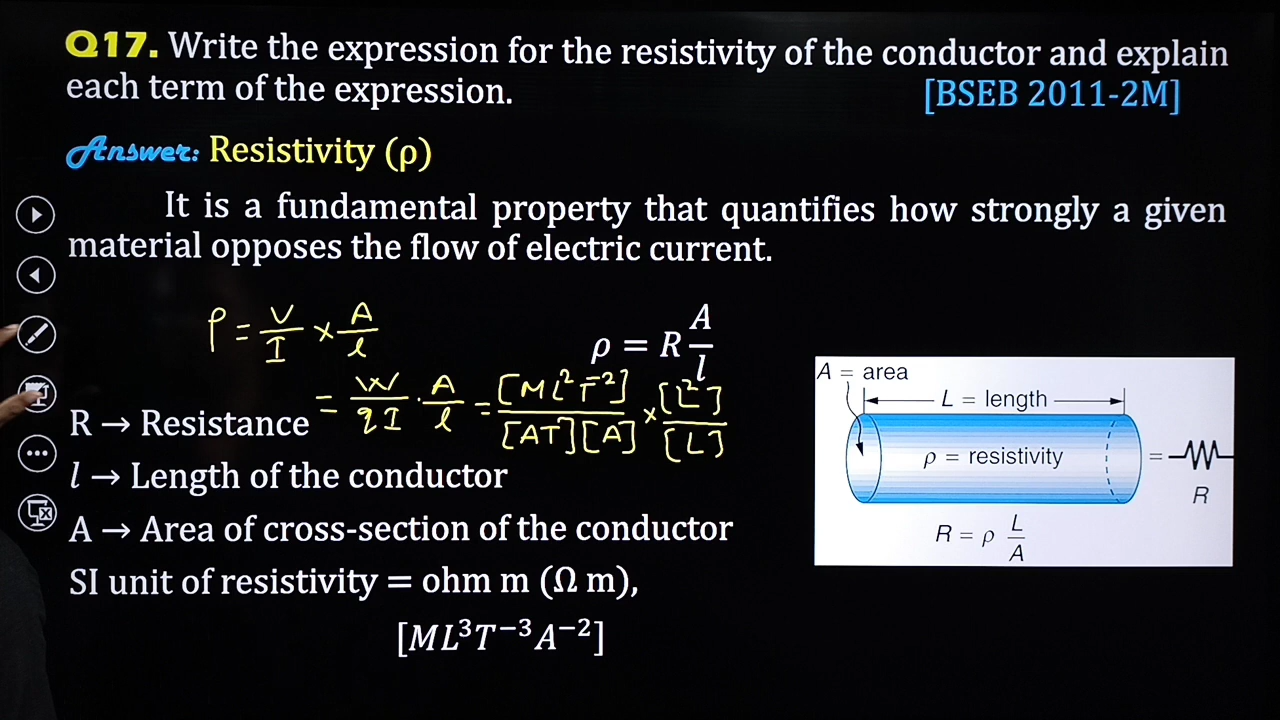 Q17. Write the expression for the resistivity of the conductor and explain
each term of the expression. [BSEB 2011-2M]
Answer: Resistivity (ρ)
It is a fundamental property that quantifies how strongly a given
material opposes the flow of electric current.
ρ = V/I × A/l
ρ = R A/l
= W/qI · A/l = [ML²T⁻²]/[AT][A] × [L²]/[L]
R → Resistance
l → Length of the conductor
A → Area of cross-section of the conductor
SI unit of resistivity = ohm m (Ω m),
[ML³T⁻³A⁻²]
A = area
L = length
ρ = resistivity
=
R
R = ρ L/A